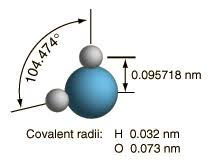 104.474°
0.095718 nm
Covalent radii: H 0.032 nm
O 0.073 nm